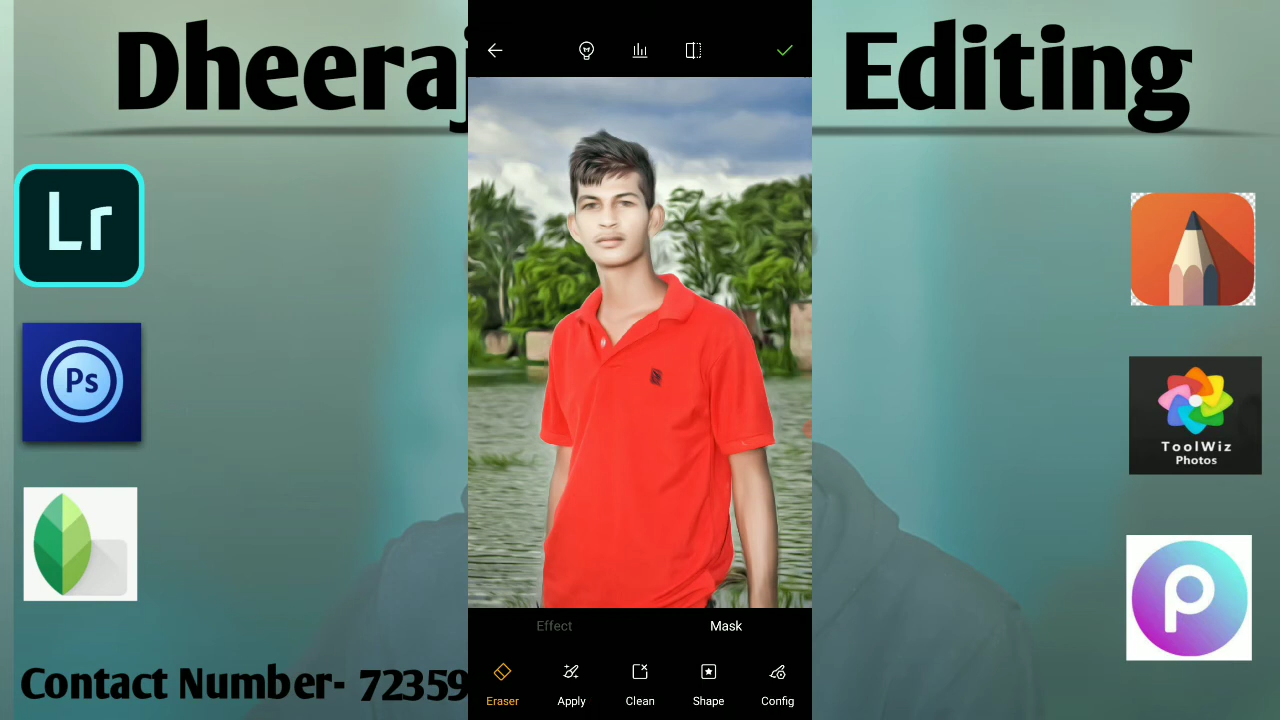 Dheeraj Editing
Lr
Ps
ToolWiz
Photos
Effect Mask
Eraser Apply Clean Shape Config
Contact Number- 72359